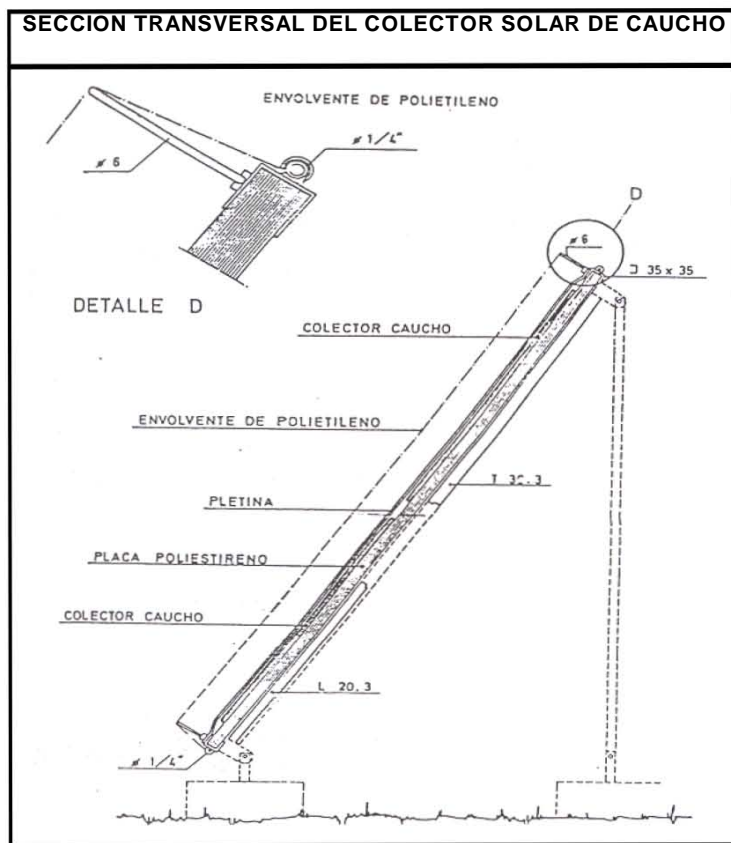 SECCION TRANSVERSAL DEL COLECTOR SOLAR DE CAUCHO
ENVOLVENTE DE POLIETILENO
ø 1/4"
ø 6
D
ø 6
35 x 35
DETALLE D
COLECTOR CAUCHO
ENVOLVENTE DE POLIETILENO
PLETINA
PLACA POLIESTIRENO
COLECTOR CAUCHO
L 20.3
ø 1/4"